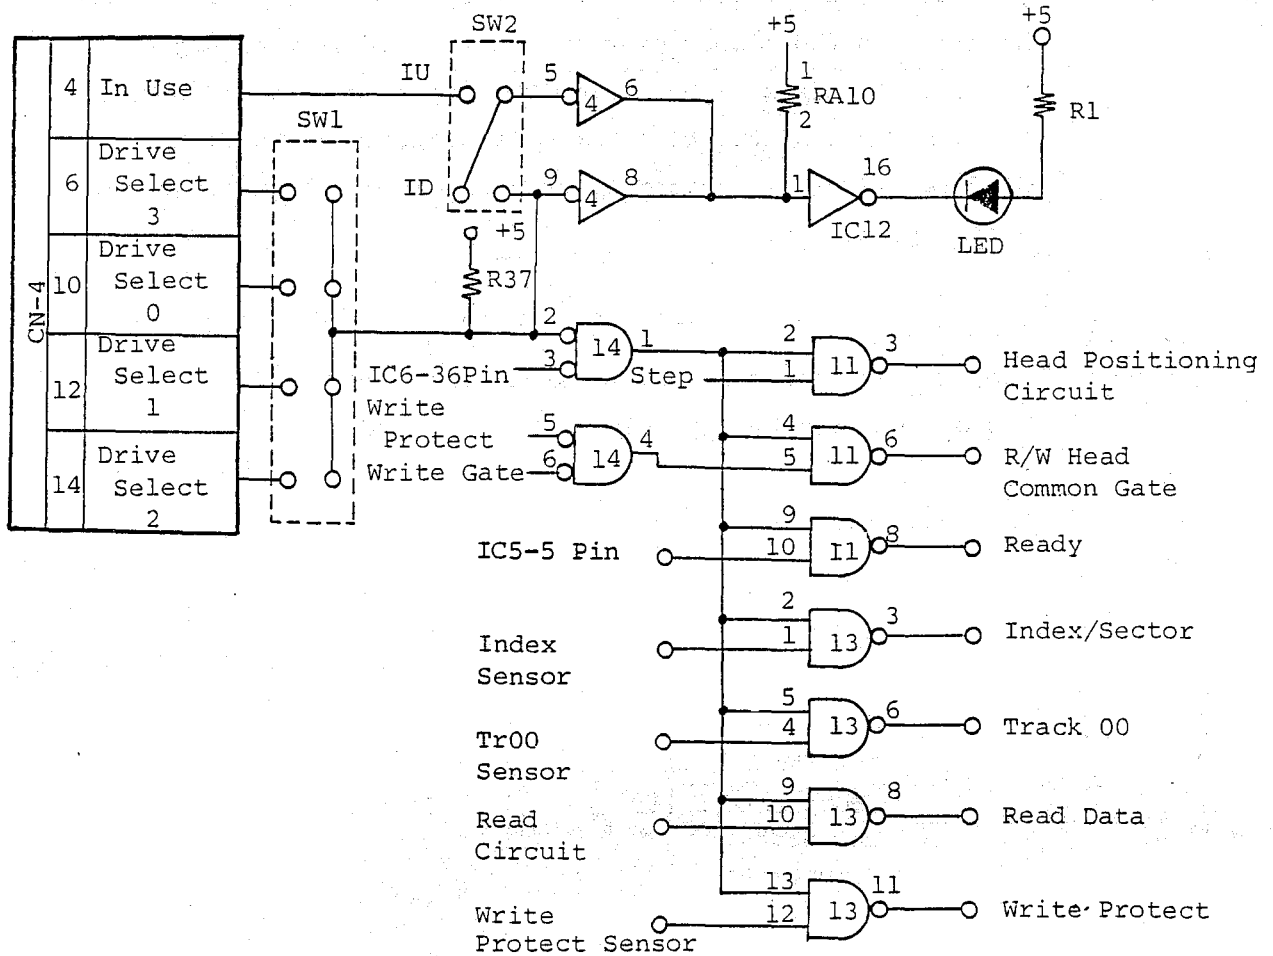 SW2
+5
+5
4 In Use
IU
5
6
1
RA10
2
R1
SW1
Drive
6 Select
3
ID
9
8
1
16
IC12
LED
+5
R37
Drive
10 Select
0
CN-4
Drive
12 Select
1
Drive
14 Select
2
4
4
2
3
14
1
IC6-36Pin
Step
2
1
11
3
Head Positioning
Circuit
Write
Protect
Write Gate
5
6
14
4
4
5
11
6
R/W Head
Common Gate
IC5-5 Pin
9
10
11
8
Ready
Index
Sensor
2
1
13
3
Index/Sector
Tr00
Sensor
5
4
13
6
Track 00
Read
Circuit
9
10
13
8
Read Data
Write
Protect Sensor
13
12
13
11
Write Protect